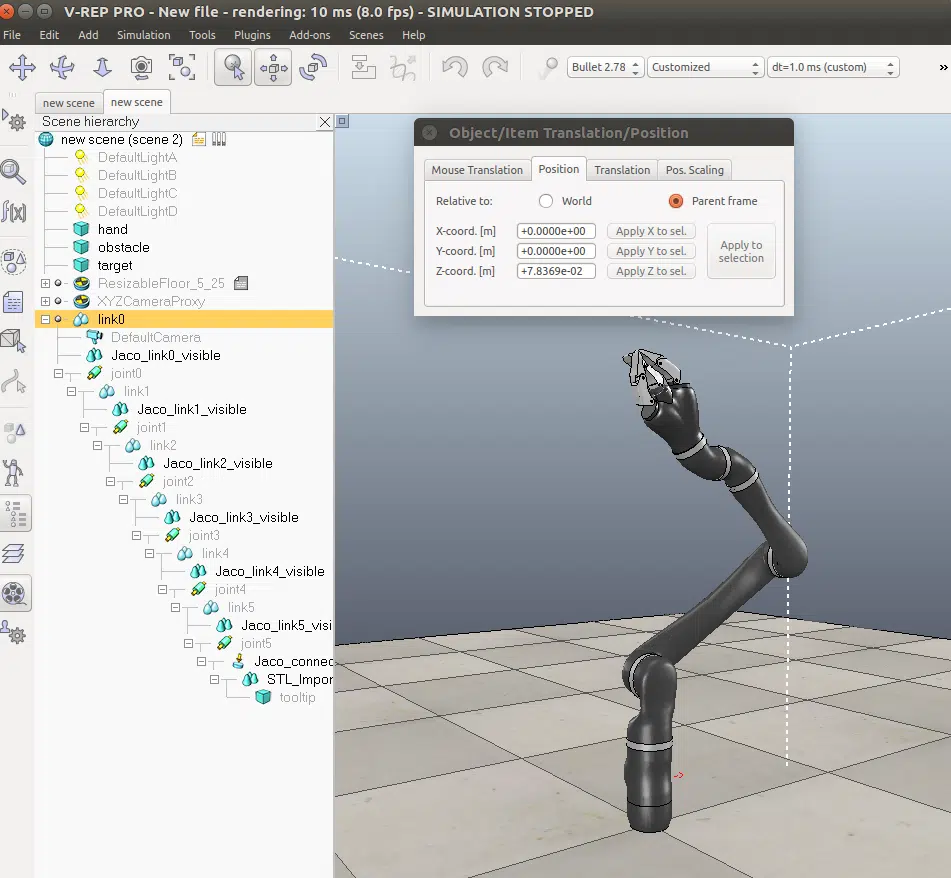 V-REP PRO - New file - rendering: 10 ms (8.0 fps) - SIMULATION STOPPED
File Edit Add Simulation Tools Plugins Add-ons Scenes Help
Bullet 2.78 Customized dt=1.0 ms (custom) »
new scene new scene
Scene hierarchy
new scene (scene 2)
DefaultLightA
DefaultLightB
DefaultLightC
DefaultLightD
hand
obstacle
target
ResizableFloor_5_25
XYZCameraProxy
link0
DefaultCamera
Jaco_link0_visible
joint0
link1
Jaco_link1_visible
joint1
link2
Jaco_link2_visible
joint2
link3
Jaco_link3_visible
joint3
link4
Jaco_link4_visible
joint4
link5
Jaco_link5_visi
joint5
Jaco_connec
STL_Impor
tooltip
Object/Item Translation/Position
Mouse Translation Position Translation Pos. Scaling
Relative to: World Parent frame
X-coord. [m] +0.0000e+00 Apply X to sel.
Y-coord. [m] +0.0000e+00 Apply Y to sel.
Z-coord. [m] +7.8369e-02 Apply Z to sel.
Apply to
selection
f(x)